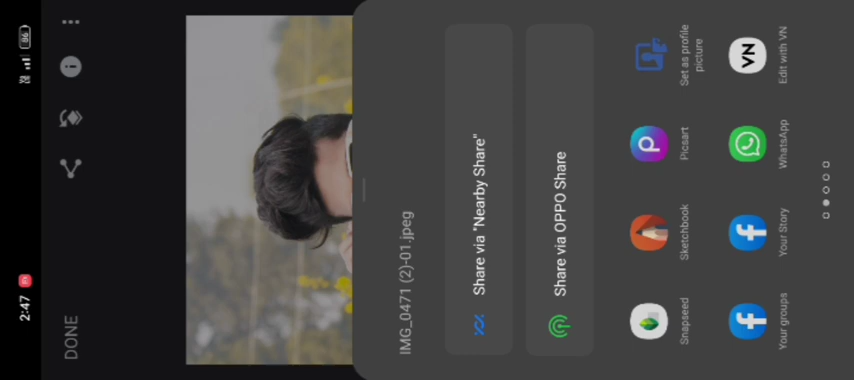 2:47
86
DONE
IMG_0471 (2)-01.jpeg
Share via "Nearby Share"
Share via OPPO Share
Snapseed
Sketchbook
Picsart
Set as profile
picture
Your groups
Your Story
WhatsApp
VN
Edit with VN